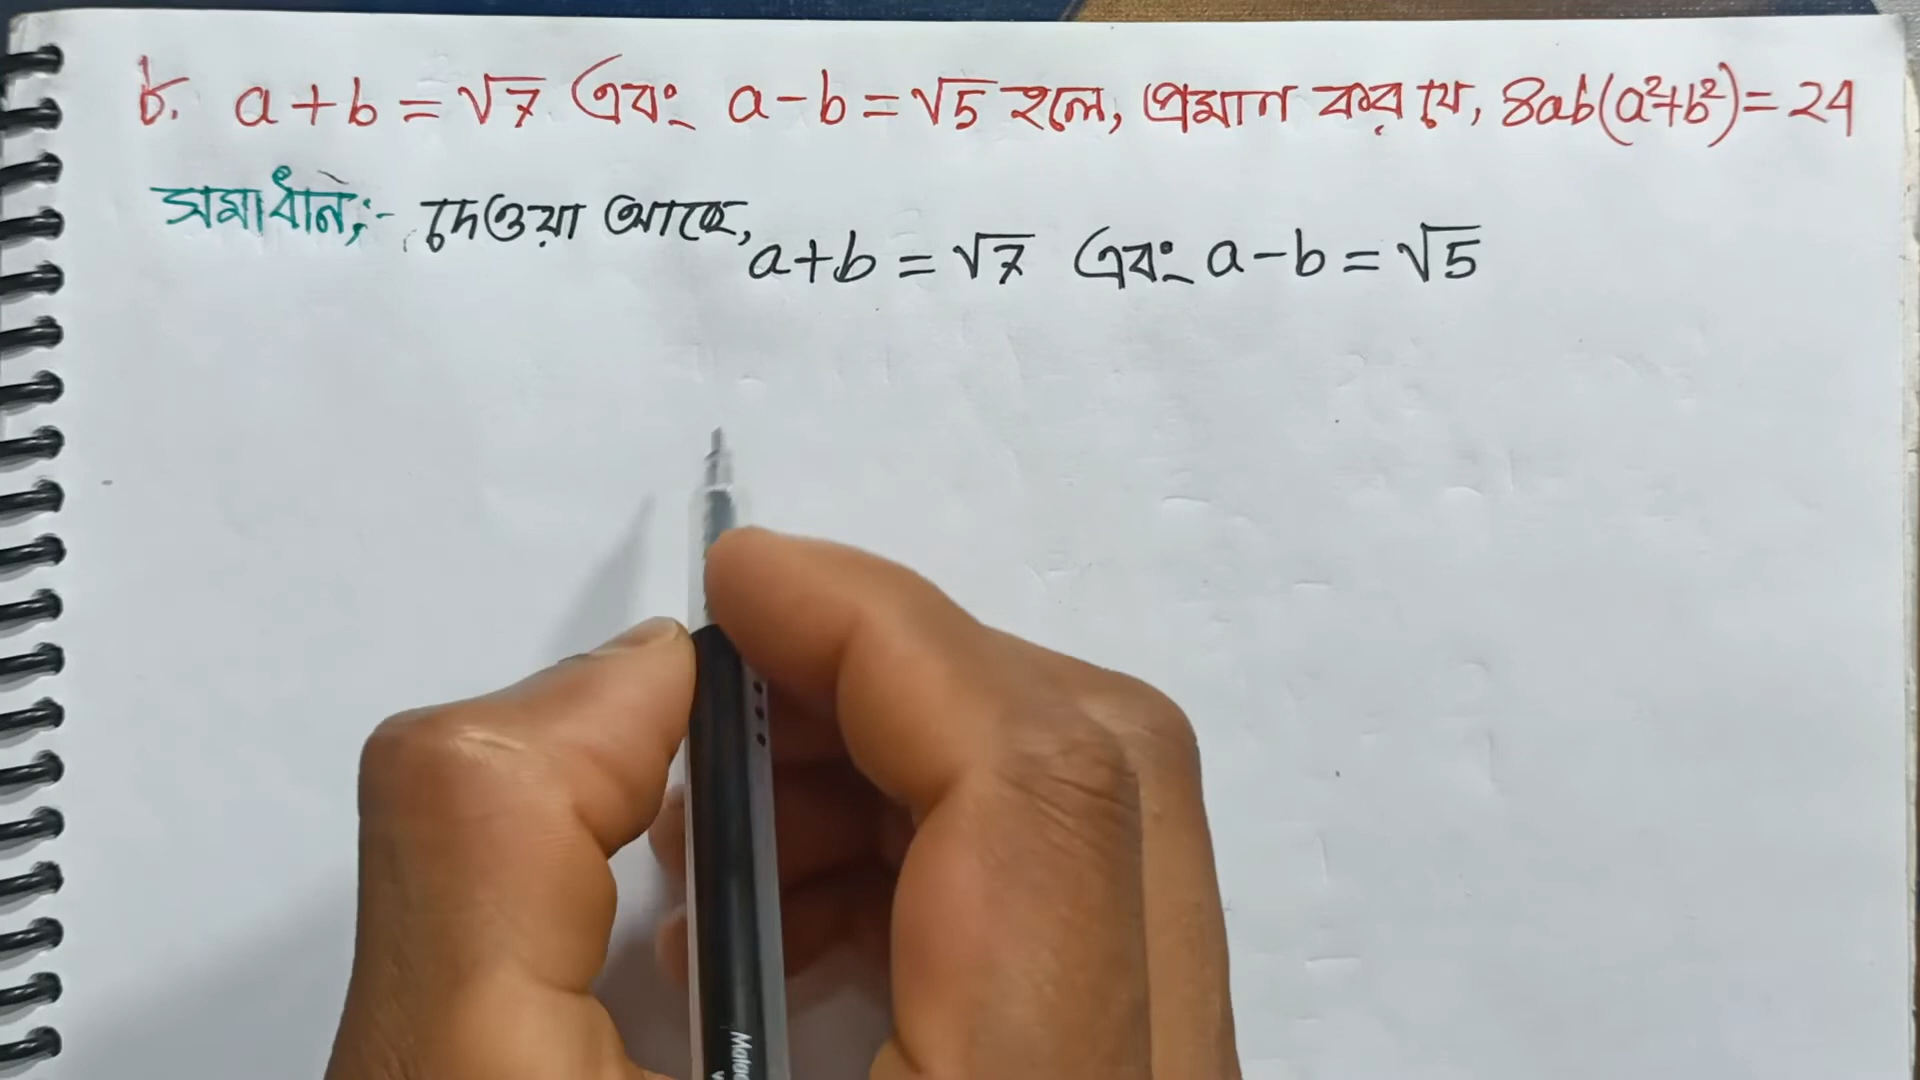 ৮. a+b=√7 এবং a-b=√5 হলে, প্রমান কর যে, 8ab(a²+b²)=24
সমাধান;:- দেওয়া আছে,
a+b=√7 এবং a-b=√5